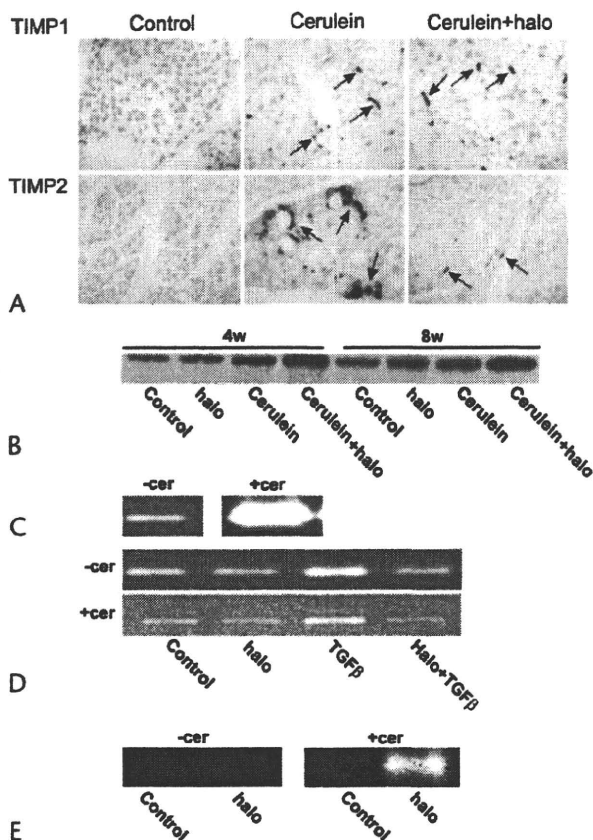 TIMP1 Control Cerulein Cerulein+halo
TIMP2
A
4w 8w
Control halo Cerulein Cerulein+halo Control halo Cerulein Cerulein+halo
B
-cer +cer
C
-cer
+cer
Control halo TGFβ Halo+TGFβ
D
-cer +cer
Control halo Control halo
E